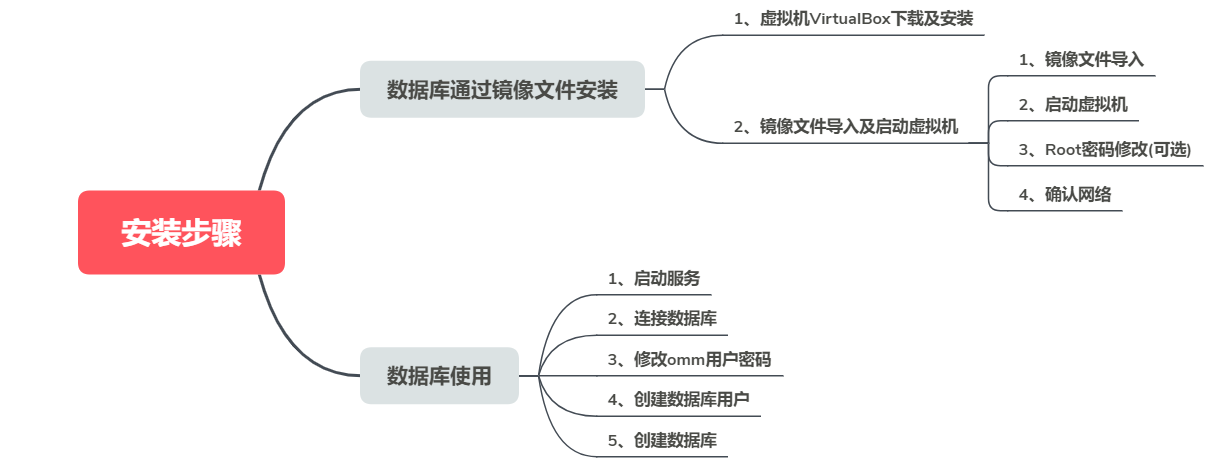 安装步骤
数据库通过镜像文件安装
1、虚拟机VirtualBox下载及安装
2、镜像文件导入及启动虚拟机
1、镜像文件导入
2、启动虚拟机
3、Root密码修改(可选)
4、确认网络
数据库使用
1、启动服务
2、连接数据库
3、修改omm用户密码
4、创建数据库用户
5、创建数据库